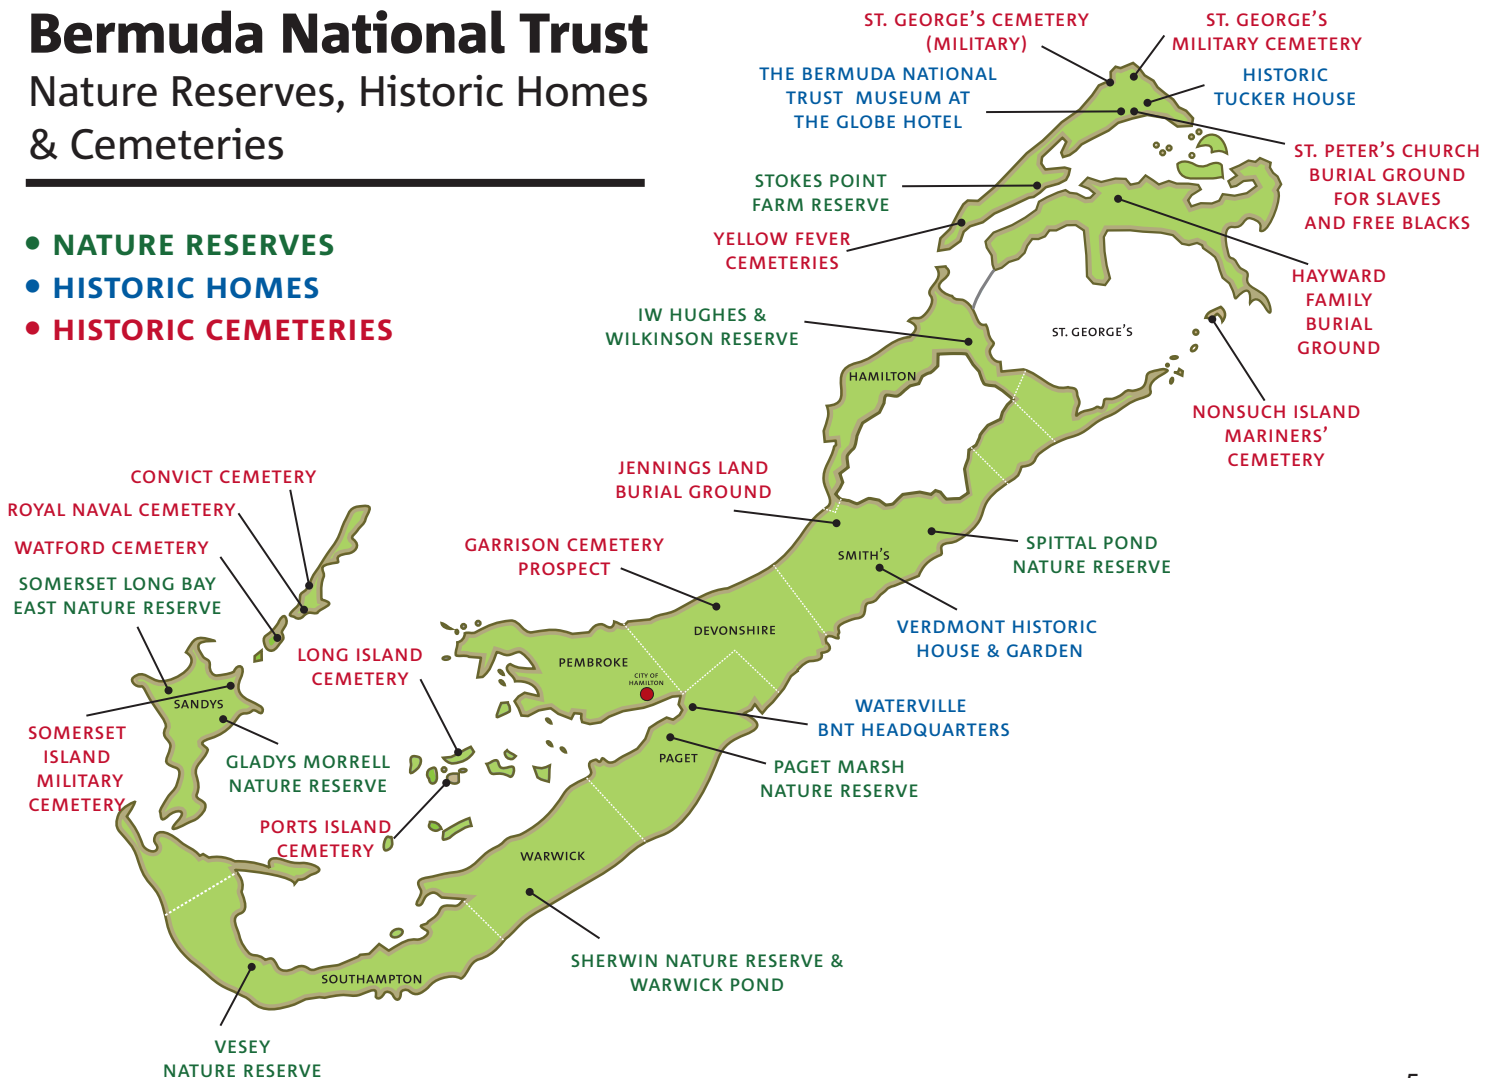 Bermuda National Trust
Nature Reserves, Historic Homes
& Cemeteries
• NATURE RESERVES
• HISTORIC HOMES
• HISTORIC CEMETERIES
ST. GEORGE'S CEMETERY
(MILITARY)
ST. GEORGE'S
MILITARY CEMETERY
THE BERMUDA NATIONAL
TRUST MUSEUM AT
THE GLOBE HOTEL
HISTORIC
TUCKER HOUSE
ST. PETER'S CHURCH
BURIAL GROUND
FOR SLAVES
AND FREE BLACKS
STOKES POINT
FARM RESERVE
YELLOW FEVER
CEMETERIES
HAYWARD
FAMILY
BURIAL
GROUND
IW HUGHES &
WILKINSON RESERVE
ST. GEORGE'S
HAMILTON
NONSUCH ISLAND
MARINERS'
CEMETERY
JENNINGS LAND
BURIAL GROUND
CONVICT CEMETERY
ROYAL NAVAL CEMETERY
WATFORD CEMETERY
SOMERSET LONG BAY
EAST NATURE RESERVE
GARRISON CEMETERY
PROSPECT
SMITH'S
SPITTAL POND
NATURE RESERVE
DEVONSHIRE
VERDMONT HISTORIC
HOUSE & GARDEN
LONG ISLAND
CEMETERY
PEMBROKE
CITY OF
HAMILTON
SANDYS
WATERVILLE
BNT HEADQUARTERS
SOMERSET
ISLAND
MILITARY
CEMETERY
GLADYS MORRELL
NATURE RESERVE
PAGET
PAGET MARSH
NATURE RESERVE
PORTS ISLAND
CEMETERY
WARWICK
SHERWIN NATURE RESERVE &
WARWICK POND
SOUTHAMPTON
VESEY
NATURE RESERVE